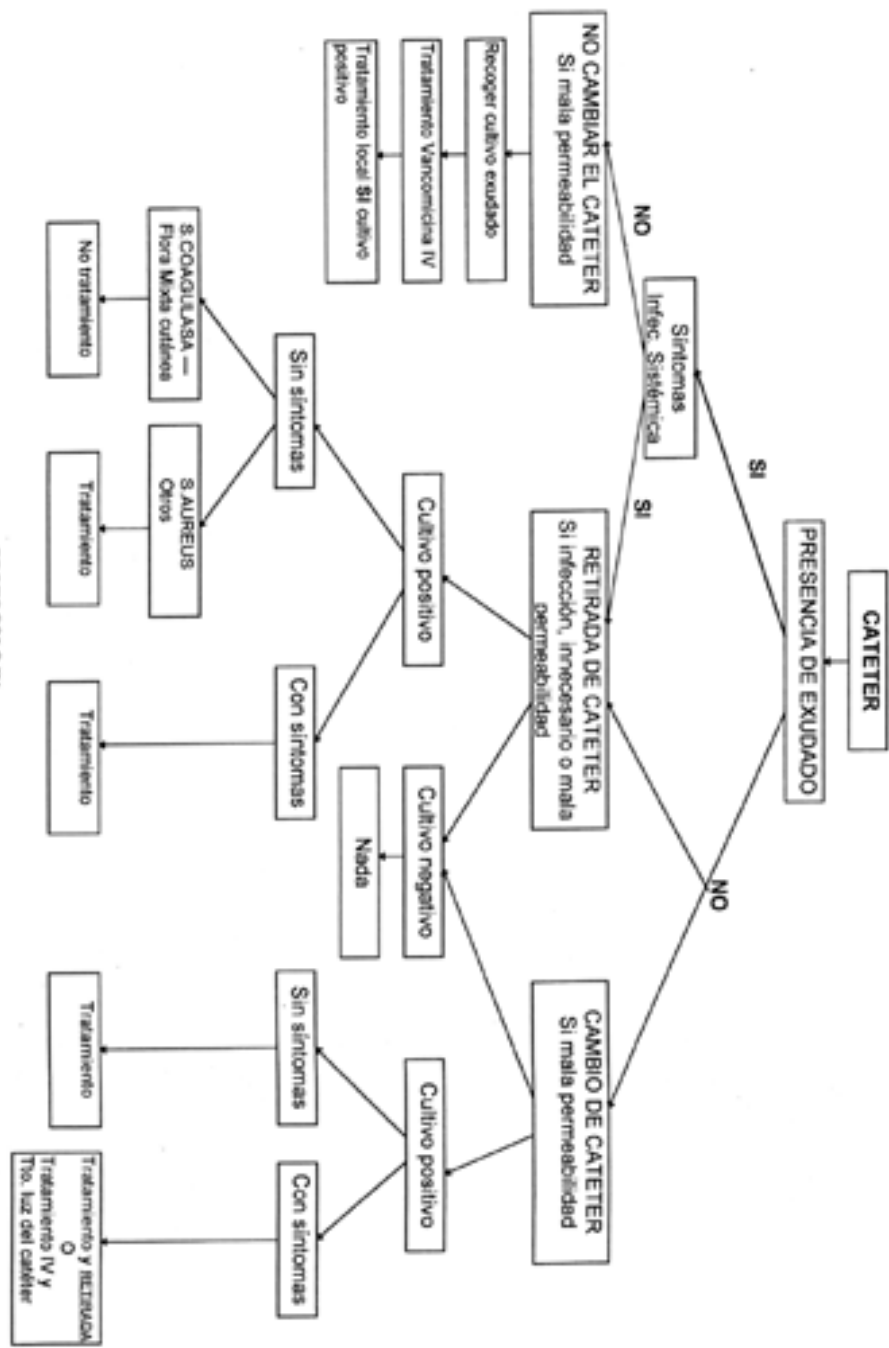 CATETER
PRESENCIA DE EXUDADO
SI
NO
Síntomas
Infec. Sistémica
NO
SI
NO CAMBIAR EL CATETER
Si mala permeabilidad
RETIRADA DE CATETER
Si infección, innecesario o mala
permeabilidad
CAMBIO DE CATETER
Si mala permeabilidad
Recoger cultivo exudado
Tratamiento Vancomicina IV
Tratamiento local SI cultivo
positivo
Cultivo positivo
Cultivo negativo
Cultivo positivo
Nada
Sin síntomas
Con síntomas
Sin síntomas
Con síntomas
S.COAGULASA —
Flora Mixta cutánea
S.AUREUS
Otros
No tratamiento
Tratamiento
Tratamiento
Tratamiento
Tratamiento y RETIRADA
O
Tratamiento IV y
Tto. luz del catéter